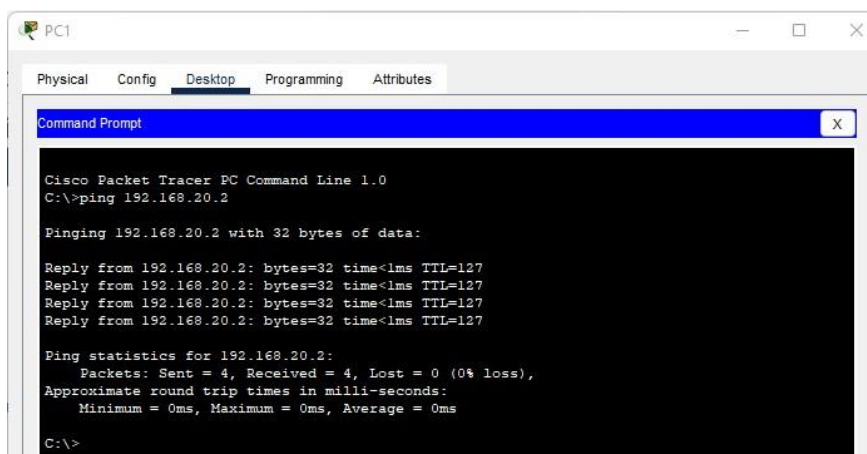 PC1
Physical Config Desktop Programming Attributes
Command Prompt X
Cisco Packet Tracer PC Command Line 1.0
C:\>ping 192.168.20.2
Pinging 192.168.20.2 with 32 bytes of data:
Reply from 192.168.20.2: bytes=32 time<1ms TTL=127
Reply from 192.168.20.2: bytes=32 time<1ms TTL=127
Reply from 192.168.20.2: bytes=32 time<1ms TTL=127
Reply from 192.168.20.2: bytes=32 time<1ms TTL=127
Ping statistics for 192.168.20.2:
Packets: Sent = 4, Received = 4, Lost = 0 (0% loss),
Approximate round trip times in milli-seconds:
Minimum = 0ms, Maximum = 0ms, Average = 0ms
C:\>